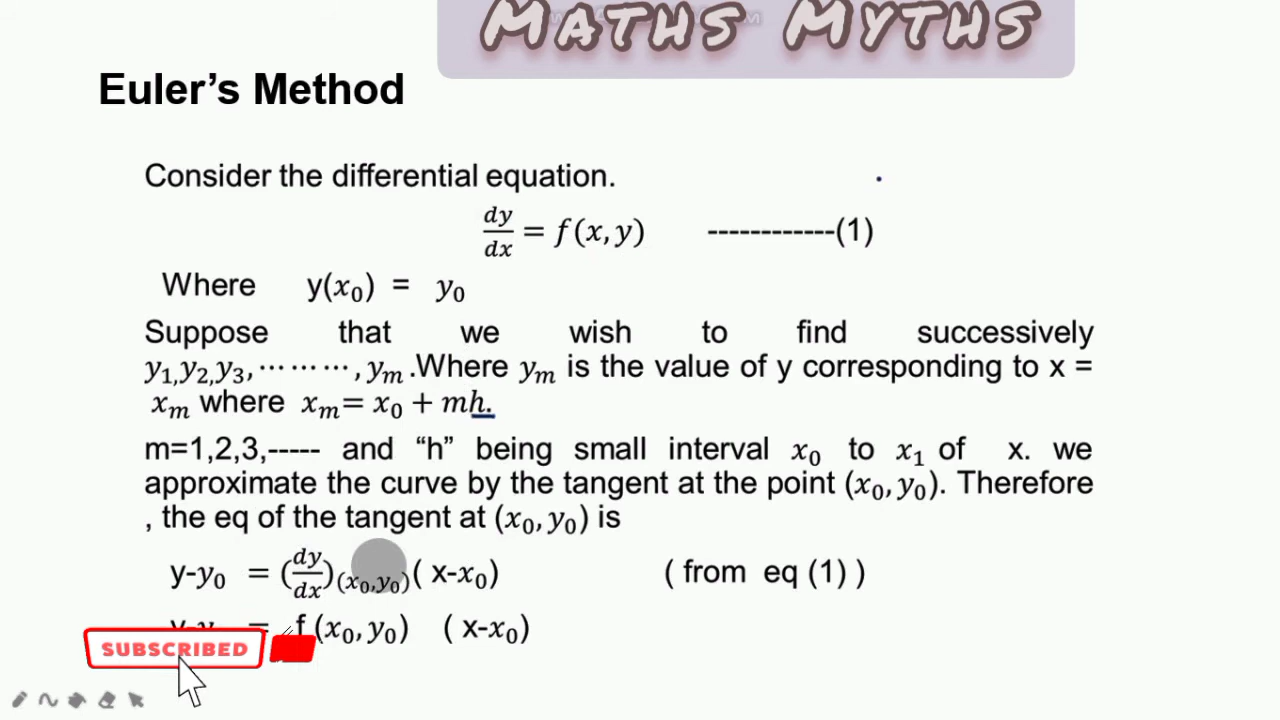 MATHS MYTHS
Euler's Method
Consider the differential equation.
dy/dx = f(x, y) ------------(1)
Where y(x₀) = y₀
Suppose that we wish to find successively
y₁,y₂,y₃, ⋯⋯⋯ , yₘ .Where yₘ is the value of y corresponding to x =
xₘ where xₘ= x₀ + mh.
m=1,2,3,----- and “h” being small interval x₀ to x₁ of x. we
approximate the curve by the tangent at the point (x₀, y₀). Therefore
, the eq of the tangent at (x₀, y₀) is
y-y₀ = (dy/dx)(x₀,y₀)( x-x₀) ( from eq (1) )
= f (x₀, y₀) ( x-x₀)
SUBSCRIBED